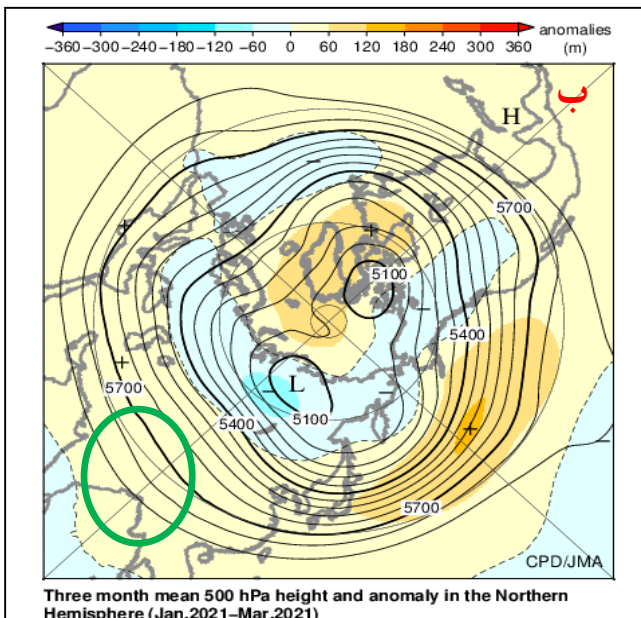 −360 −300 −240 −180 −120 −60 0 60 120 180 240 300 360 anomalies
(m)
ب
H
5700
5100
5400
5700
L
5400
5100
5700
CPD/JMA
Three month mean 500 hPa height and anomaly in the Northern
Hemisphere (Jan.2021−Mar.2021)